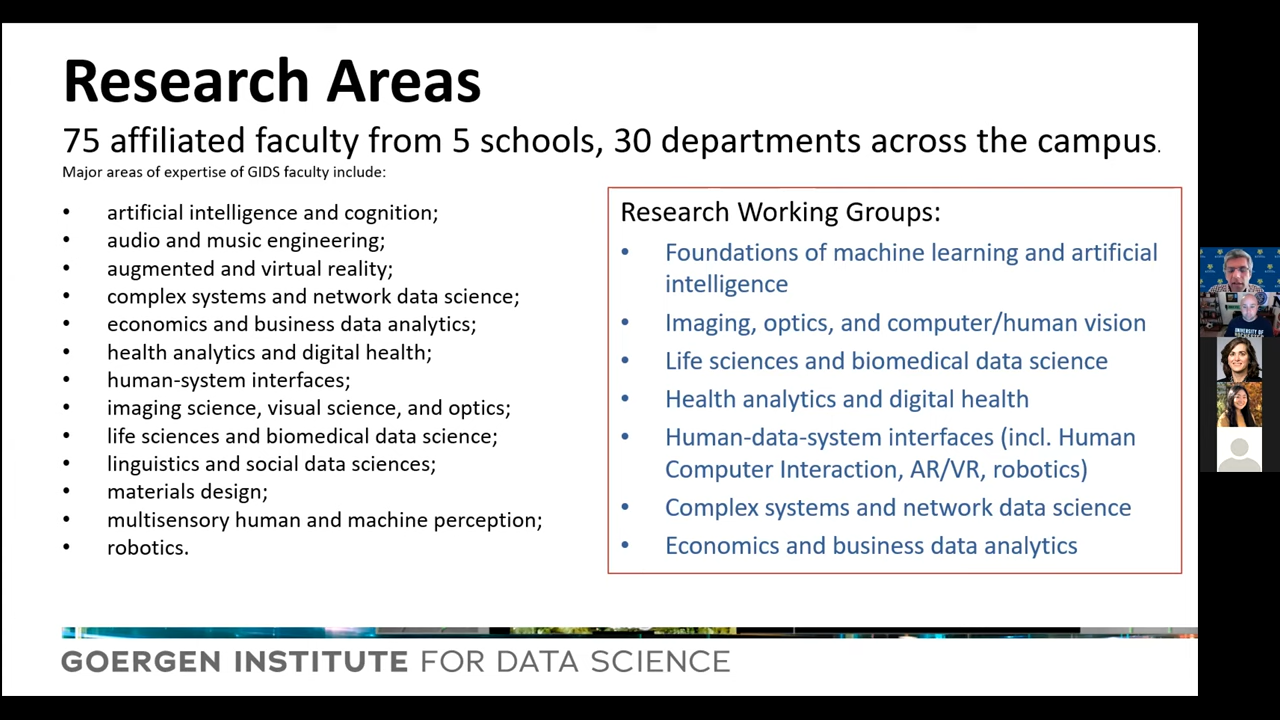 Research Areas
75 affiliated faculty from 5 schools, 30 departments across the campus.
Major areas of expertise of GIDS faculty include:
• artificial intelligence and cognition;
• audio and music engineering;
• augmented and virtual reality;
• complex systems and network data science;
• economics and business data analytics;
• health analytics and digital health;
• human-system interfaces;
• imaging science, visual science, and optics;
• life sciences and biomedical data science;
• linguistics and social data sciences;
• materials design;
• multisensory human and machine perception;
• robotics.
Research Working Groups:
• Foundations of machine learning and artificial
intelligence
• Imaging, optics, and computer/human vision
• Life sciences and biomedical data science
• Health analytics and digital health
• Human-data-system interfaces (incl. Human
Computer Interaction, AR/VR, robotics)
• Complex systems and network data science
• Economics and business data analytics
GOERGEN INSTITUTE FOR DATA SCIENCE
UNIVERSITY OF